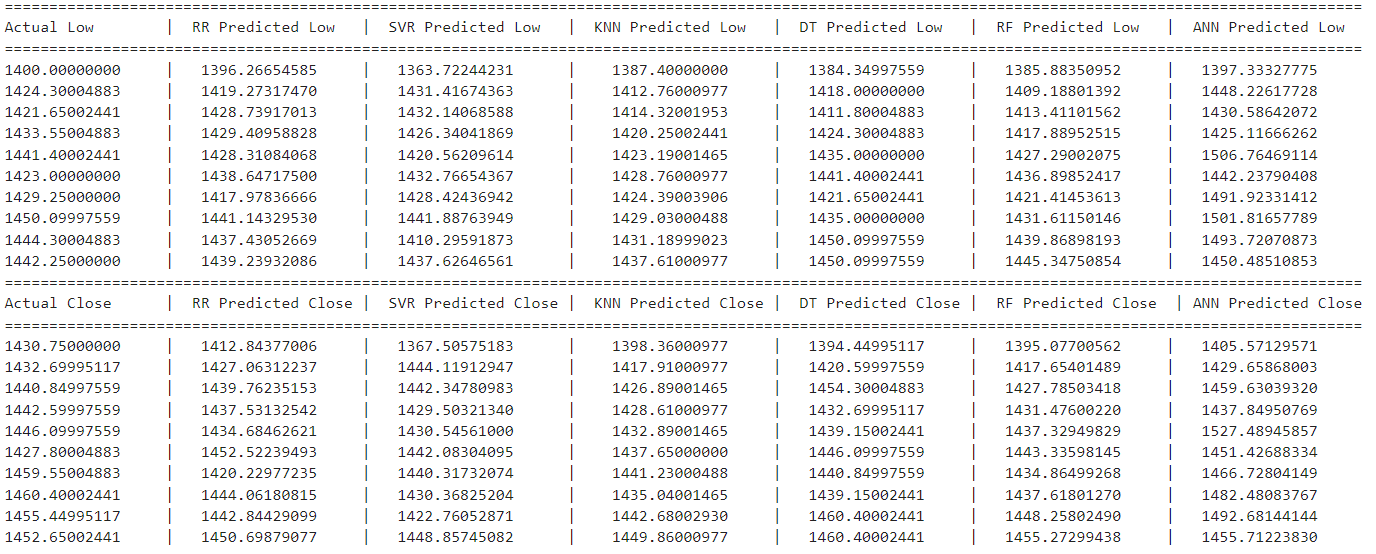 Actual Low | RR Predicted Low | SVR Predicted Low | KNN Predicted Low | DT Predicted Low | RF Predicted Low | ANN Predicted Low
1400.00000000 | 1396.26654585 | 1363.72244231 | 1387.40000000 | 1384.34997559 | 1385.88350952 | 1397.33327775
1424.30004883 | 1419.27317470 | 1431.41674363 | 1412.76000977 | 1418.00000000 | 1409.18801392 | 1448.22617728
1421.65002441 | 1428.73917013 | 1432.14068588 | 1414.32001953 | 1411.80004883 | 1413.41101562 | 1430.58642072
1433.55004883 | 1429.40958828 | 1426.34041869 | 1420.25002441 | 1424.30004883 | 1417.88952515 | 1425.11666262
1441.40002441 | 1428.31084068 | 1420.56209614 | 1423.19001465 | 1435.00000000 | 1427.29002075 | 1506.76469114
1423.00000000 | 1438.64717500 | 1432.76654367 | 1428.76000977 | 1441.40002441 | 1436.89852417 | 1442.23790408
1429.25000000 | 1417.97836666 | 1428.42436942 | 1424.39003906 | 1421.65002441 | 1421.41453613 | 1491.92331412
1450.09997559 | 1441.14329530 | 1441.88763949 | 1429.03000488 | 1435.00000000 | 1431.61150146 | 1501.81657789
1444.30004883 | 1437.43052669 | 1410.29591873 | 1431.18999023 | 1450.09997559 | 1439.86898193 | 1493.72070873
1442.25000000 | 1439.23932086 | 1437.62646561 | 1437.61000977 | 1450.09997559 | 1445.34750854 | 1450.48510853
Actual Close | RR Predicted Close | SVR Predicted Close | KNN Predicted Close | DT Predicted Close | RF Predicted Close | ANN Predicted Close
1430.75000000 | 1412.84377006 | 1367.50575183 | 1398.36000977 | 1394.44995117 | 1395.07700562 | 1405.57129571
1432.69995117 | 1427.06312237 | 1444.11912947 | 1417.91000977 | 1420.59997559 | 1417.65401489 | 1429.65868003
1440.84997559 | 1439.76235153 | 1442.34780983 | 1426.89001465 | 1454.30004883 | 1427.78503418 | 1459.63039320
1442.59997559 | 1437.53132542 | 1429.50321340 | 1428.61000977 | 1432.69995117 | 1431.47600220 | 1437.84950769
1446.09997559 | 1434.68462621 | 1430.54561000 | 1432.89001465 | 1439.15002441 | 1437.32949829 | 1527.48945857
1427.80004883 | 1452.52239493 | 1442.08304095 | 1437.65000000 | 1446.09997559 | 1443.33598145 | 1451.42688334
1459.55004883 | 1420.22977235 | 1440.31732074 | 1441.23000488 | 1440.84997559 | 1434.86499268 | 1466.72804149
1460.40002441 | 1444.06180815 | 1430.36825204 | 1435.04001465 | 1439.15002441 | 1437.61801270 | 1482.48083767
1455.44995117 | 1442.84429099 | 1422.76052871 | 1442.68002930 | 1460.40002441 | 1448.25802490 | 1492.68144144
1452.65002441 | 1450.69879077 | 1448.85745082 | 1449.86000977 | 1460.40002441 | 1455.27299438 | 1455.71223830